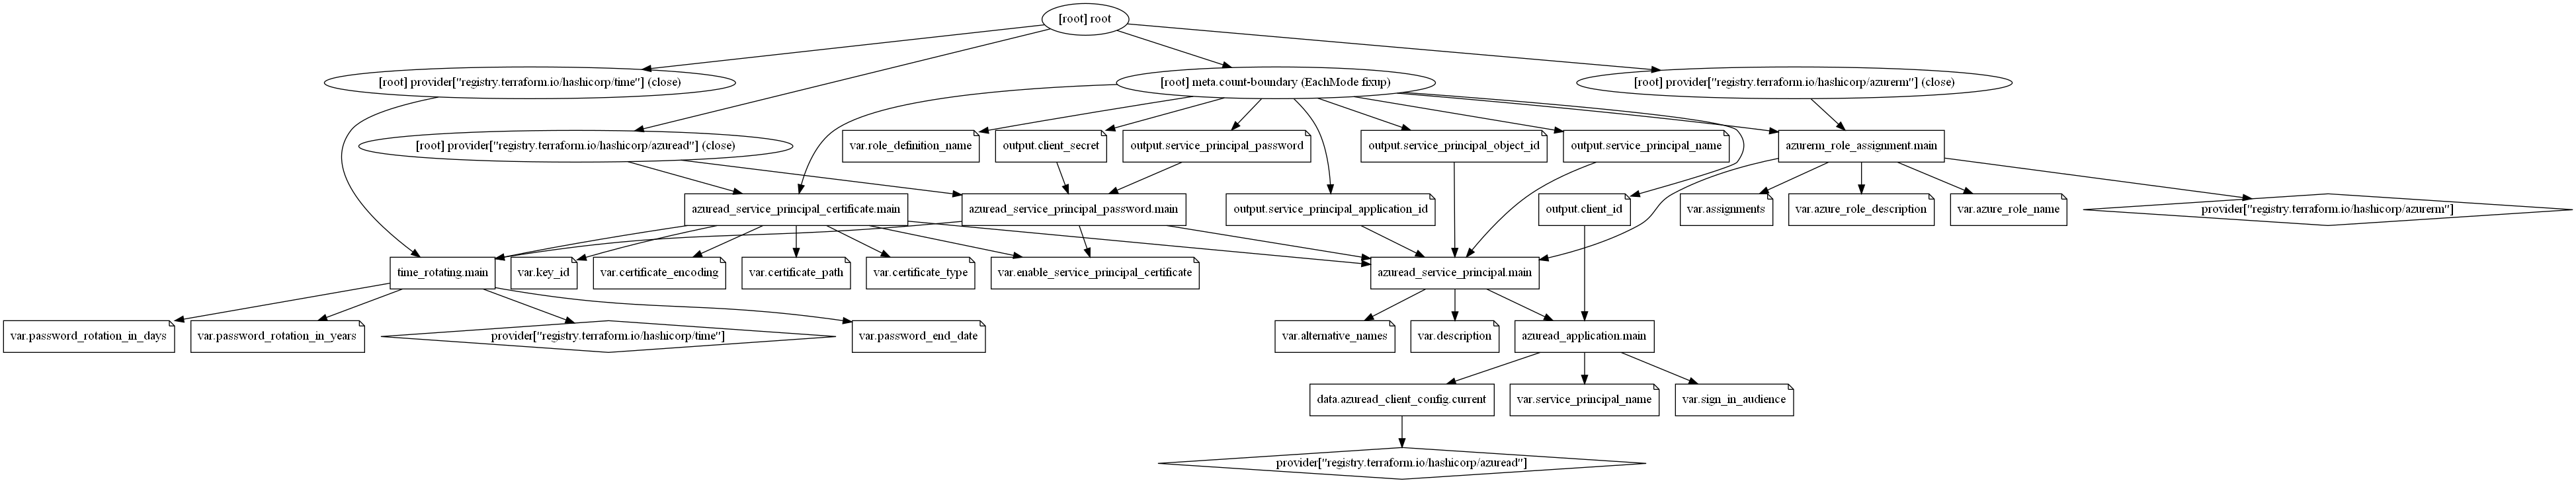 [root] root
[root] provider["registry.terraform.io/hashicorp/time"] (close)
[root] meta.count-boundary (EachMode fixup)
[root] provider["registry.terraform.io/hashicorp/azurerm"] (close)
[root] provider["registry.terraform.io/hashicorp/azuread"] (close)
var.role_definition_name
output.client_secret
output.service_principal_password
output.service_principal_object_id
output.service_principal_name
azurerm_role_assignment.main
azuread_service_principal_certificate.main
azuread_service_principal_password.main
output.service_principal_application_id
output.client_id
var.assignments
var.azure_role_description
var.azure_role_name
provider["registry.terraform.io/hashicorp/azurerm"]
time_rotating.main
var.key_id
var.certificate_encoding
var.certificate_path
var.certificate_type
var.enable_service_principal_certificate
azuread_service_principal.main
var.password_rotation_in_days
var.password_rotation_in_years
provider["registry.terraform.io/hashicorp/time"]
var.password_end_date
var.alternative_names
var.description
azuread_application.main
data.azuread_client_config.current
var.service_principal_name
var.sign_in_audience
provider["registry.terraform.io/hashicorp/azuread"]